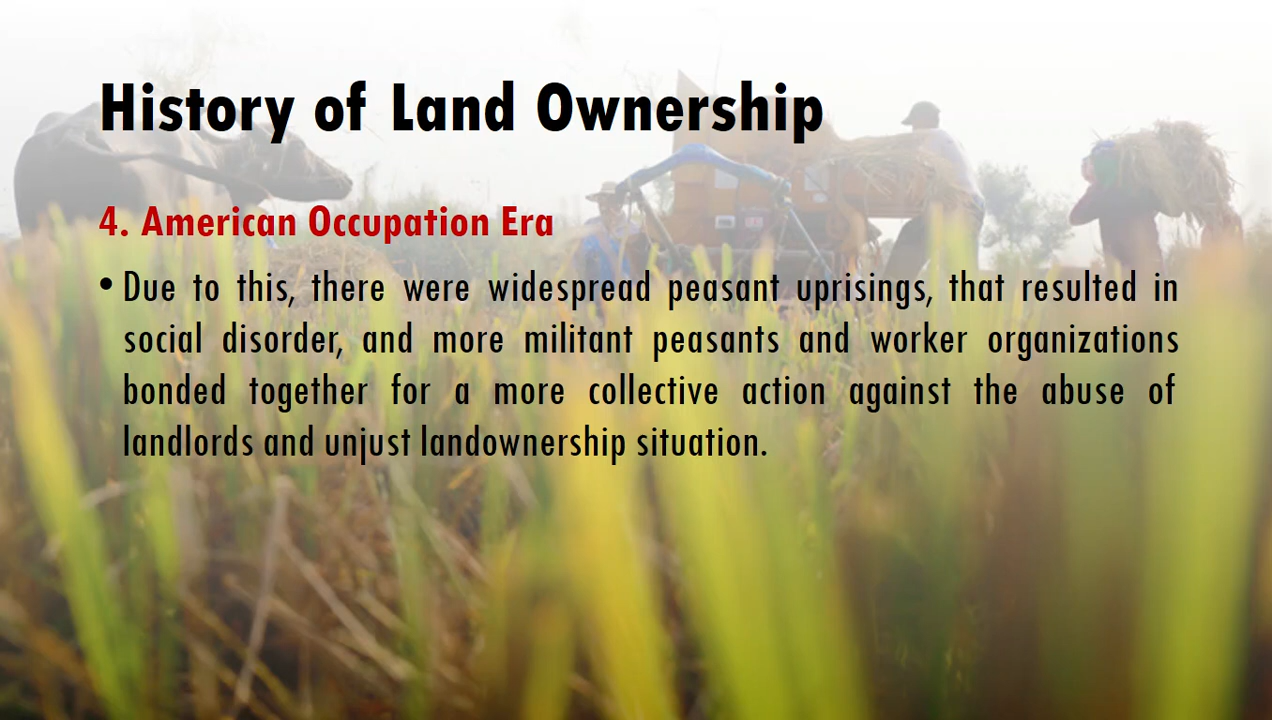 History of Land Ownership
4. American Occupation Era
• Due to this, there were widespread peasant uprisings, that resulted in
social disorder, and more militant peasants and worker organizations
bonded together for a more collective action against the abuse of
landlords and unjust landownership situation.